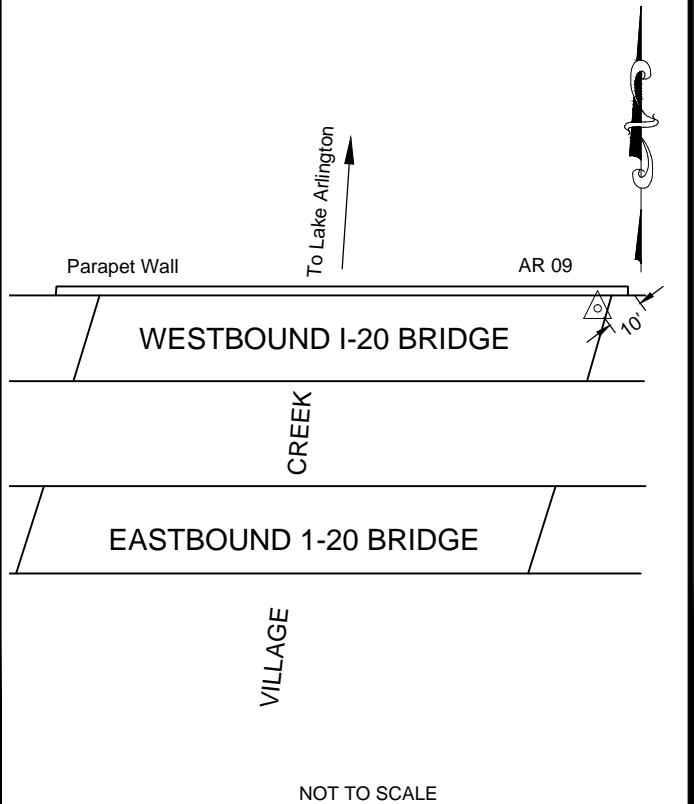 To Lake Arlington
Parapet Wall
AR 09
10'
WESTBOUND I-20 BRIDGE
CREEK
EASTBOUND 1-20 BRIDGE
VILLAGE
NOT TO SCALE